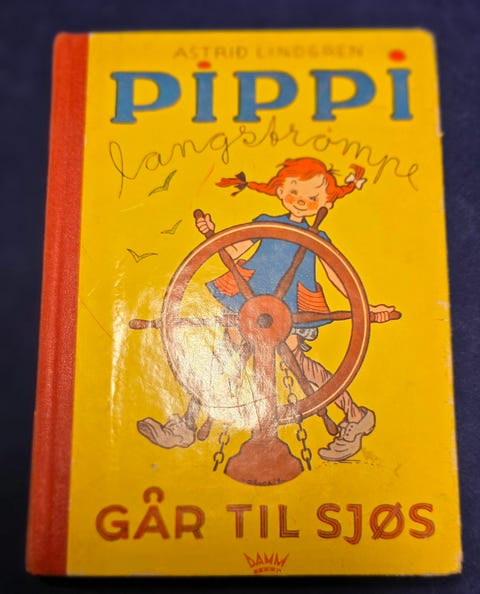 ASTRID LINDGREN
PIPPI
langstrømpe
GÅR TIL SJØS
DAMM